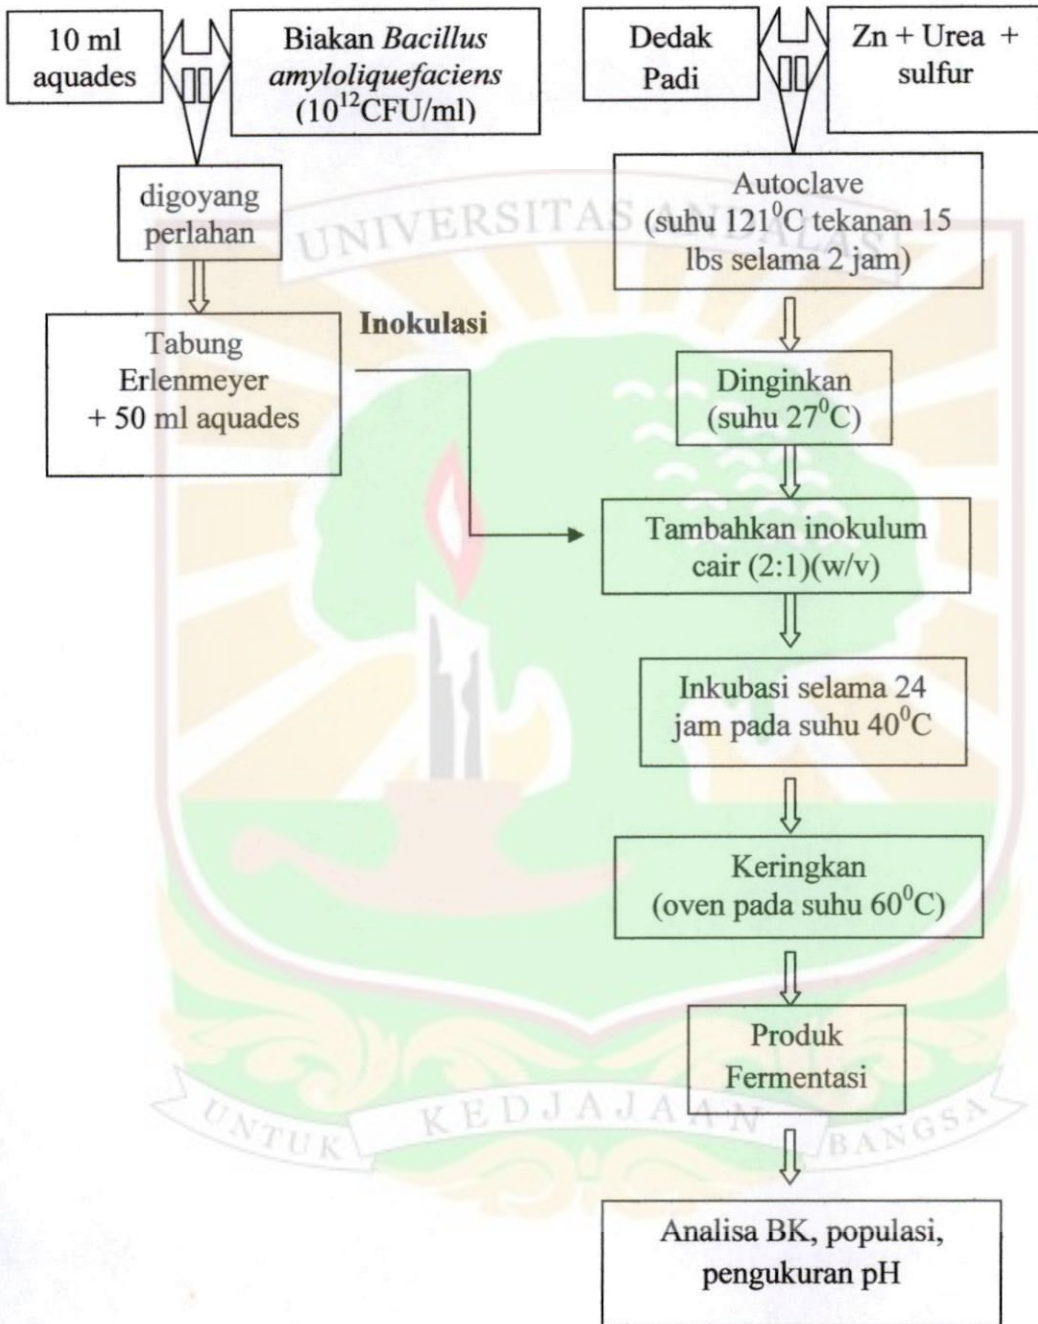 10 ml
aquades
Biakan Bacillus
amyloliquefaciens
(10¹²CFU/ml)
Dedak
Padi
Zn + Urea +
sulfur
digoyang
perlahan
Autoclave
(suhu 121⁰C tekanan 15
lbs selama 2 jam)
UNIVERSITAS ANDALAS
Tabung
Erlenmeyer
+ 50 ml aquades
Inokulasi
Dinginkan
(suhu 27⁰C)
Tambahkan inokulum
cair (2:1)(w/v)
Inkubasi selama 24
jam pada suhu 40⁰C
Keringkan
(oven pada suhu 60⁰C)
Produk
Fermentasi
UNTUK KEDJAJAAN BANGSA
Analisa BK, populasi,
pengukuran pH